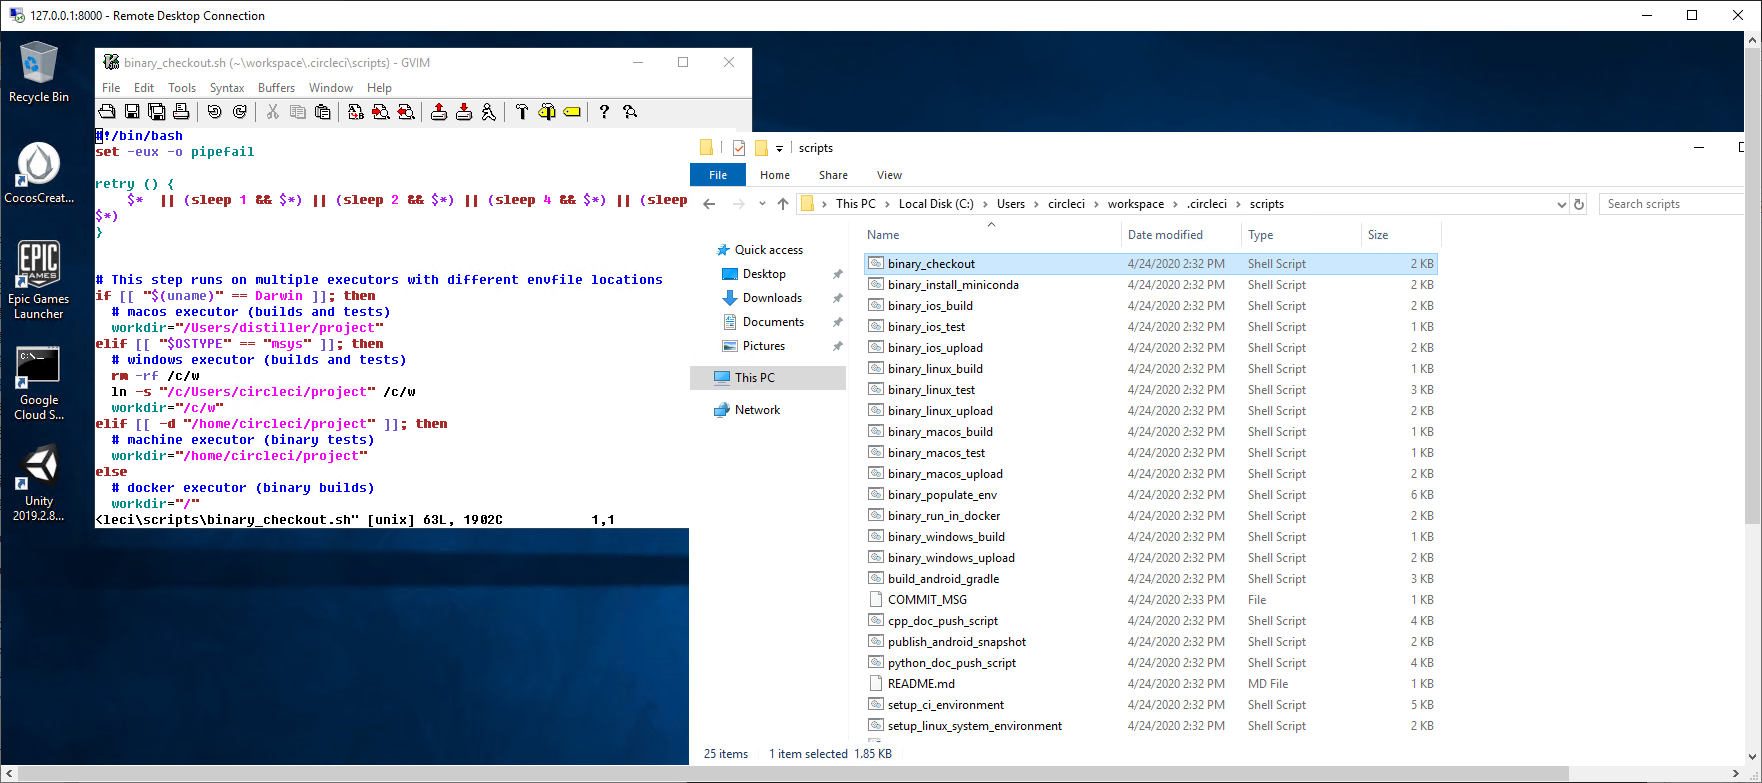 127.0.0.1:8000 - Remote Desktop Connection
Recycle Bin
CocosCreat...
EPIC
GAMES
Epic Games
Launcher
C:\.
Google
Cloud S...
Unity
2019.2.8...
binary_checkout.sh (~\workspace\.circleci\scripts) - GVIM
File Edit Tools Syntax Buffers Window Help
#!/bin/bash
set -eux -o pipefail
retry () {
    $*  || (sleep 1 && $*) || (sleep 2 && $*) || (sleep 4 && $*) || (sleep
$*)
}
# This step runs on multiple executors with different envfile locations
if [[ "$(uname)" == Darwin ]]; then
  # macos executor (builds and tests)
  workdir="/Users/distiller/project"
elif [[ "$OSTYPE" == "msys" ]]; then
  # windows executor (builds and tests)
  rm -rf /c/w
  ln -s "/c/Users/circleci/project" /c/w
  workdir="/c/w"
elif [[ -d "/home/circleci/project" ]]; then
  # machine executor (binary tests)
  workdir="/home/circleci/project"
else
  # docker executor (binary builds)
  workdir="/"
<leci\scripts\binary_checkout.sh" [unix] 63L, 1902C 1,1
scripts
File Home Share View
This PC > Local Disk (C:) > Users > circleci > workspace > .circleci > scripts
Search scripts
Quick access
Desktop
Downloads
Documents
Pictures
This PC
Network
Name Date modified Type Size
binary_checkout 4/24/2020 2:32 PM Shell Script 2 KB
binary_install_miniconda 4/24/2020 2:32 PM Shell Script 2 KB
binary_ios_build 4/24/2020 2:32 PM Shell Script 2 KB
binary_ios_test 4/24/2020 2:32 PM Shell Script 1 KB
binary_ios_upload 4/24/2020 2:32 PM Shell Script 2 KB
binary_linux_build 4/24/2020 2:32 PM Shell Script 1 KB
binary_linux_test 4/24/2020 2:32 PM Shell Script 3 KB
binary_linux_upload 4/24/2020 2:32 PM Shell Script 2 KB
binary_macos_build 4/24/2020 2:32 PM Shell Script 1 KB
binary_macos_test 4/24/2020 2:32 PM Shell Script 1 KB
binary_macos_upload 4/24/2020 2:32 PM Shell Script 2 KB
binary_populate_env 4/24/2020 2:32 PM Shell Script 6 KB
binary_run_in_docker 4/24/2020 2:32 PM Shell Script 2 KB
binary_windows_build 4/24/2020 2:32 PM Shell Script 1 KB
binary_windows_upload 4/24/2020 2:32 PM Shell Script 2 KB
build_android_gradle 4/24/2020 2:32 PM Shell Script 3 KB
COMMIT_MSG 4/24/2020 2:33 PM File 1 KB
cpp_doc_push_script 4/24/2020 2:32 PM Shell Script 4 KB
publish_android_snapshot 4/24/2020 2:32 PM Shell Script 2 KB
python_doc_push_script 4/24/2020 2:32 PM Shell Script 4 KB
README.md 4/24/2020 2:32 PM MD File 1 KB
setup_ci_environment 4/24/2020 2:32 PM Shell Script 5 KB
setup_linux_system_environment 4/24/2020 2:32 PM Shell Script 2 KB
25 items 1 item selected 1.85 KB